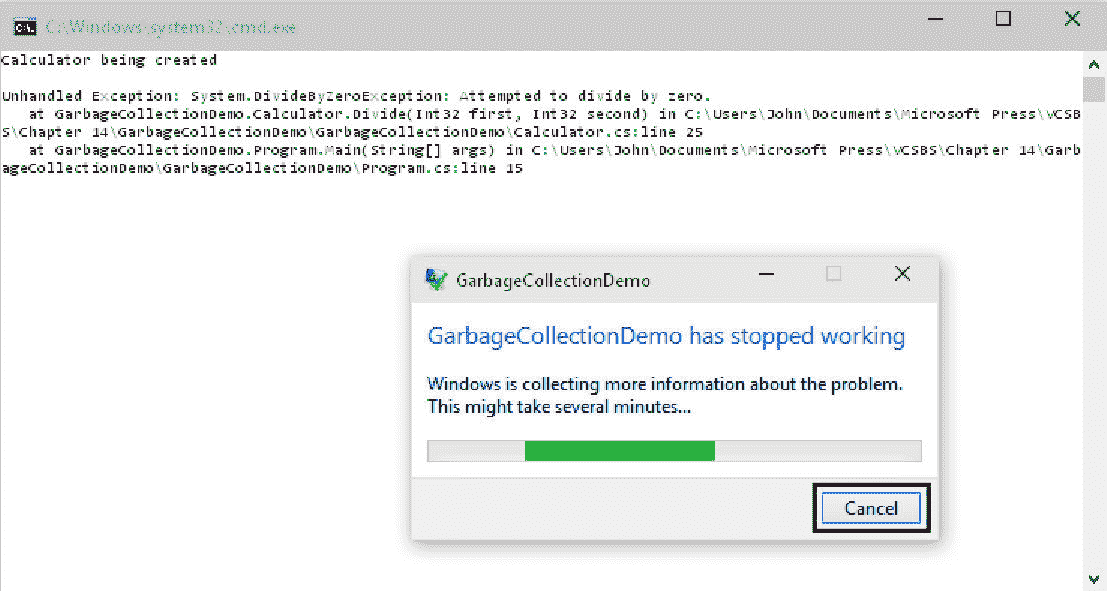 C:\Windows\system32\cmd.exe
Calculator being created
Unhandled Exception: System.DivideByZeroException: Attempted to divide by zero.
at GarbageCollectionDemo.Calculator.Divide(Int32 first, Int32 second) in C:\Users\John\Documents\Microsoft Press\vCSB
S\Chapter 14\GarbageCollectionDemo\GarbageCollectionDemo\Calculator.cs:line 25
at GarbageCollectionDemo.Program.Main(String[] args) in C:\Users\John\Documents\Microsoft Press\vCSBS\Chapter 14\Garb
ageCollectionDemo\GarbageCollectionDemo\Program.cs:line 15
GarbageCollectionDemo
GarbageCollectionDemo has stopped working
Windows is collecting more information about the problem.
This might take several minutes...
Cancel